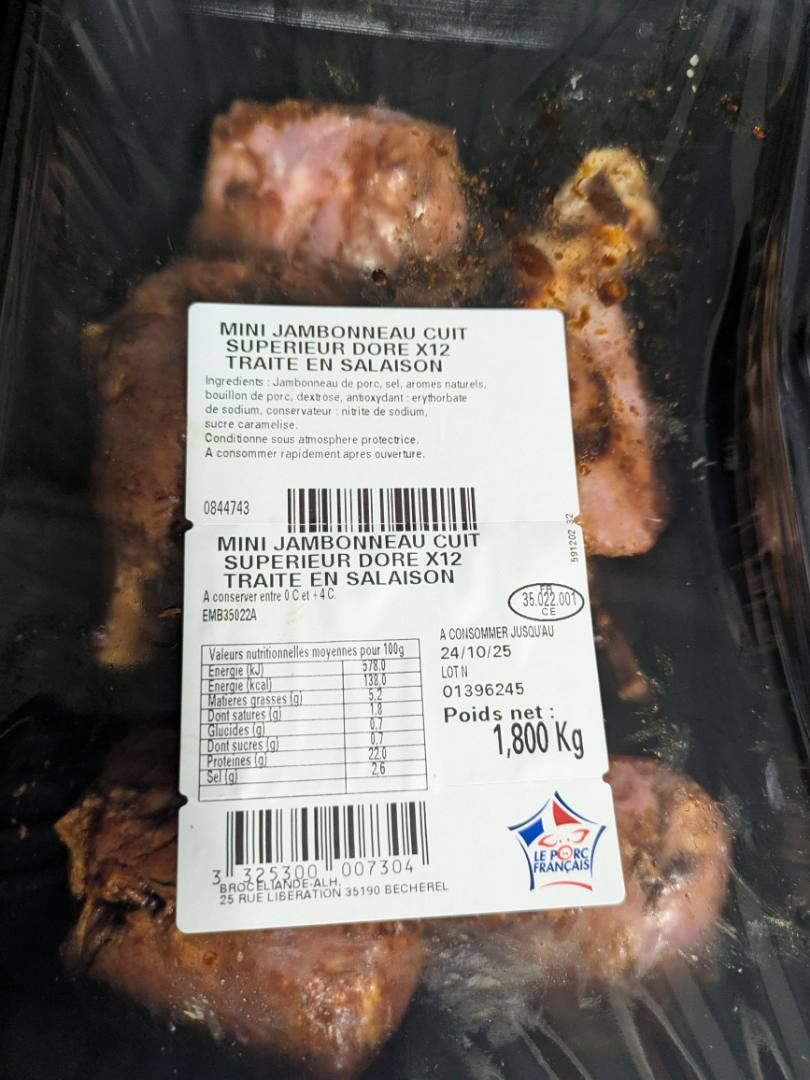 MINI JAMBONNEAU CUIT
SUPERIEUR DORE X12
TRAITE EN SALAISON
Ingredients : Jambonneau de porc, sel, aromes naturels,
bouillon de porc, dextrose, antioxydant : erythorbate
de sodium, conservateur : nitrite de sodium,
sucre caramelise.
Conditionne sous atmosphere protectrice.
A consommer rapidement apres ouverture.
0844743
591202 32
MINI JAMBONNEAU CUIT
SUPERIEUR DORE X12
TRAITE EN SALAISON
A conserver entre 0 C et +4 C.
EMB35022A
FR
35.022.001
CE
Valeurs nutritionnelles moyennes pour 100g
Energie (kJ) 578.0
Energie (kcal) 138.0
Matieres grasses (g) 5.2
Dont satures (g) 1.8
Glucides (g) 0.7
Dont sucres (g) 0.7
Proteines (g) 22.0
Sel (g) 2.6
A CONSOMMER JUSQU'AU
24/10/25
LOT N
01396245
Poids net :
1,800 Kg
3 325300 007304
BROCELIANDE-ALH,
25 RUE LIBERATION 35190 BECHEREL
LE PORC
FRANÇAIS